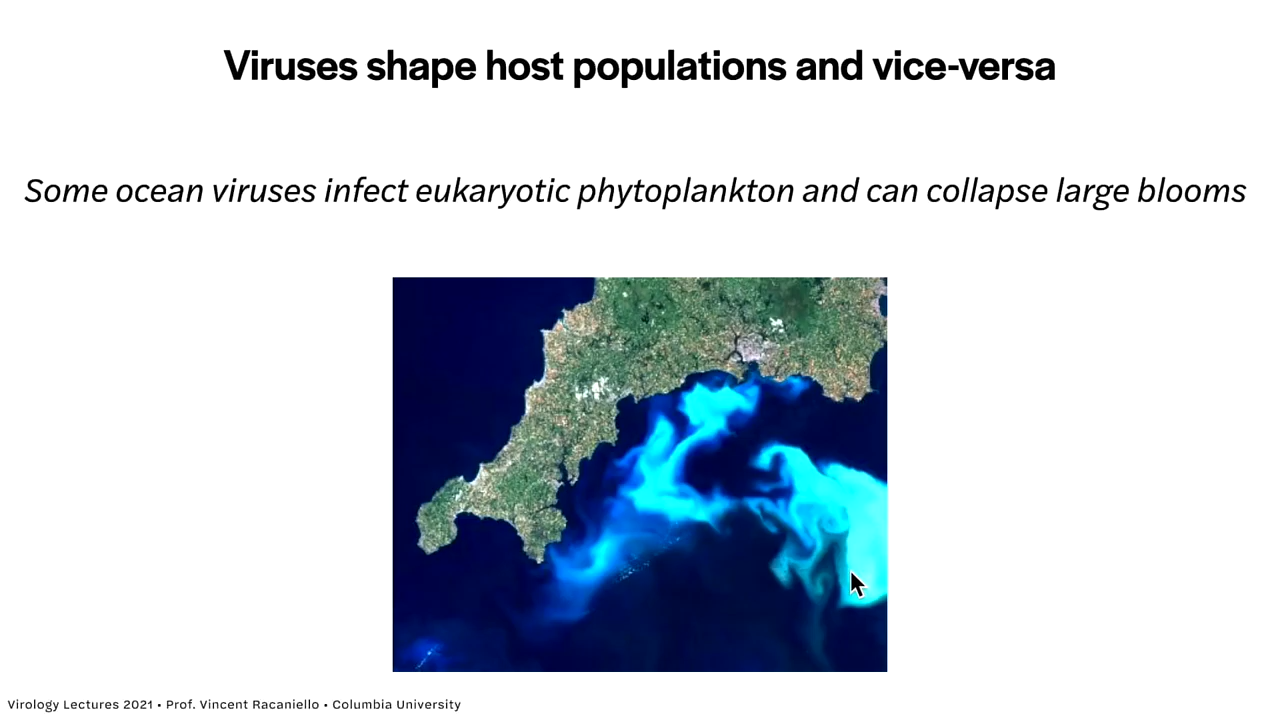 Viruses shape host populations and vice-versa
Some ocean viruses infect eukaryotic phytoplankton and can collapse large blooms
Virology Lectures 2021 • Prof. Vincent Racaniello • Columbia University